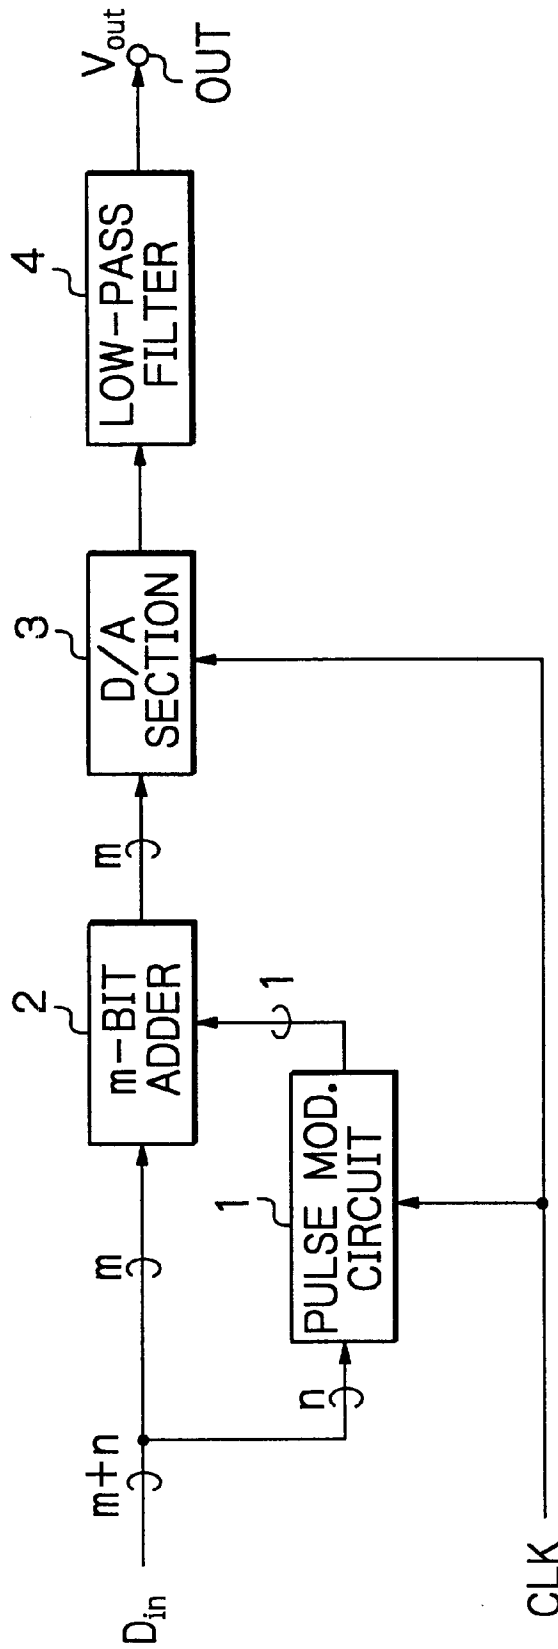 D_in
m+n
m
n
1
PULSE MOD.
CIRCUIT
1
2
m-BIT
ADDER
m
3
D/A
SECTION
4
LOW-PASS
FILTER
V_out
OUT
CLK